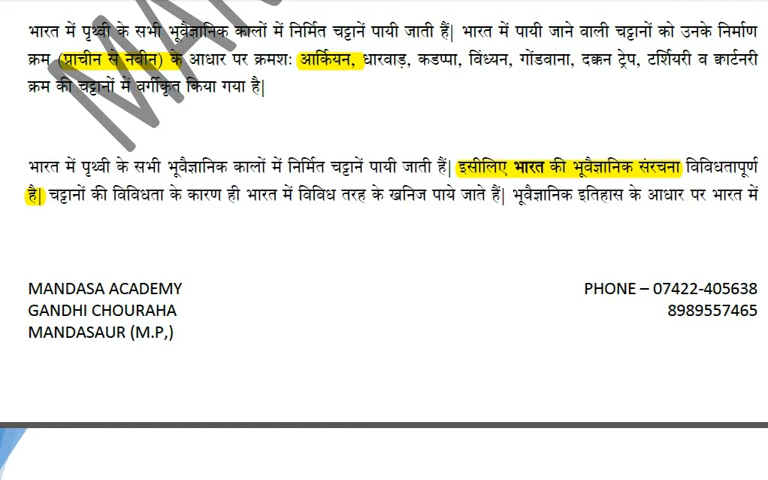 भारत में पृथ्वी के सभी भूवैज्ञानिक कालों में निर्मित चट्टानें पायी जाती हैं| भारत में पायी जाने वाली चट्टानों को उनके निर्माण
क्रम (प्राचीन से नवीन) के आधार पर क्रमशः आर्कियन, धारवाड़, कडप्पा, विंध्यन, गोंडवाना, दक्कन ट्रेप, टर्शियरी व क्वार्टनरी
क्रम की चट्टानों में वर्गीकृत किया गया है|
भारत में पृथ्वी के सभी भूवैज्ञानिक कालों में निर्मित चट्टानें पायी जाती हैं| इसीलिए भारत की भूवैज्ञानिक संरचना विविधतापूर्ण
है| चट्टानों की विविधता के कारण ही भारत में विविध तरह के खनिज पाये जाते हैं| भूवैज्ञानिक इतिहास के आधार पर भारत में
MANDASA ACADEMY PHONE – 07422-405638
GANDHI CHOURAHA 8989557465
MANDASAUR (M.P,)